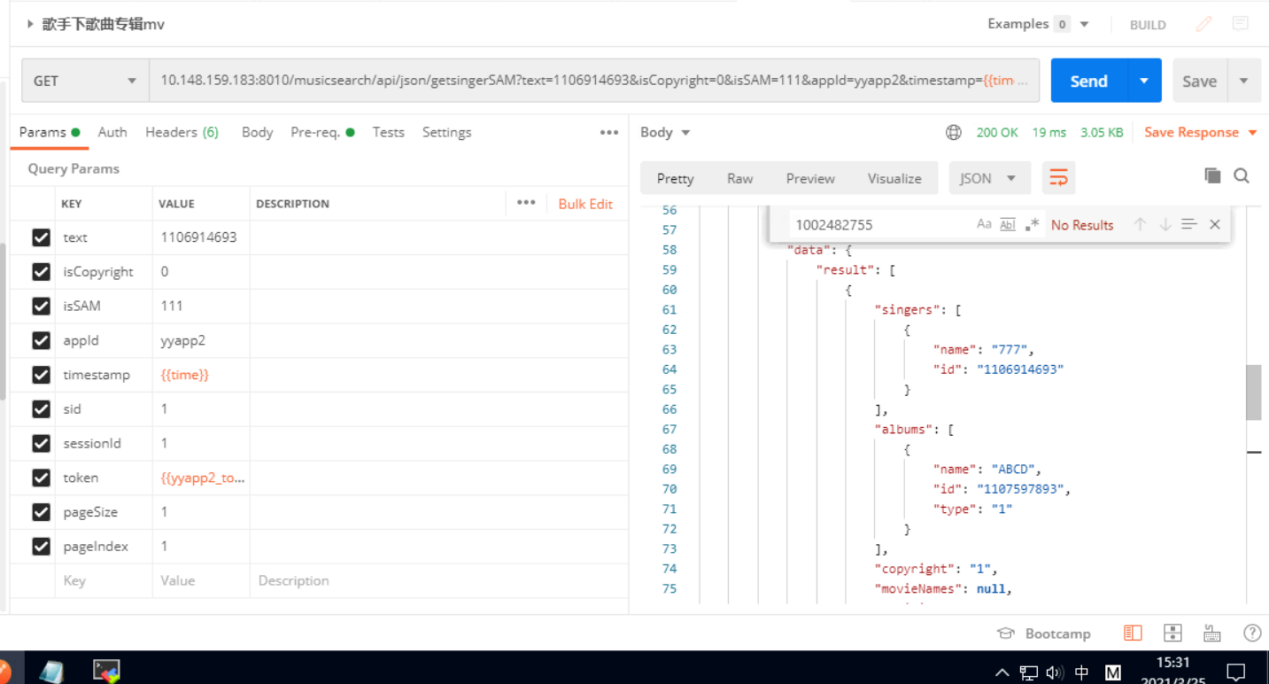 歌手下歌曲专辑mv
Examples 0
BUILD
GET
10.148.159.183:8010/musicsearch/api/json/getsingerSAM?text=1106914693&isCopyright=0&isSAM=111&appId=yyapp2&timestamp={{tim ...
Send
Save
Params
Auth
Headers (6)
Body
Pre-req.
Tests
Settings
Query Params
KEY VALUE DESCRIPTION
Bulk Edit
text 1106914693
isCopyright 0
isSAM 111
appId yyapp2
timestamp {{time}}
sid 1
sessionId 1
token {{yyapp2_to...
pageSize 1
pageIndex 1
Key Value Description
Body
200 OK 19 ms 3.05 KB
Save Response
Pretty Raw Preview Visualize JSON
1002482755
Aa Abl .* No Results
56
57
58 "data": {
59 "result": [
60 {
61 "singers": [
62 {
63 "name": "777",
64 "id": "1106914693"
65 }
66 ],
67 "albums": [
68 {
69 "name": "ABCD",
70 "id": "1107597893",
71 "type": "1"
72 }
73 ],
74 "copyright": "1",
75 "movieNames": null,
Bootcamp
中
M
15:31
2021/3/25